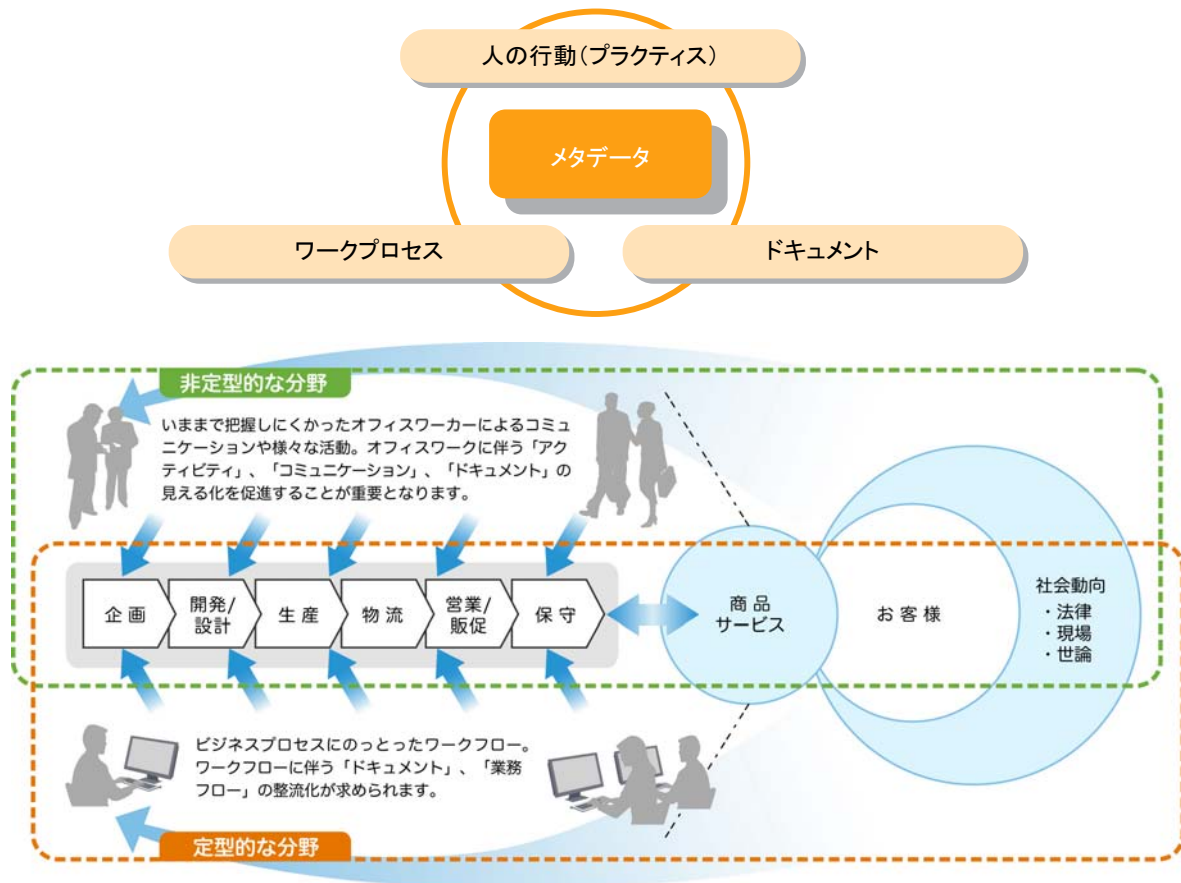 人の行動(プラクティス)
メタデータ
ワークプロセス
ドキュメント
非定型的な分野
いままで把握しにくかったオフィスワーカーによるコミュ
ニケーションや様々な活動。オフィスワークに伴う「アク
ティビティ」、「コミュニケーション」、「ドキュメント」の
見える化を促進することが重要となります。
企画
開発/
設計
生産
物流
営業/
販促
保守
商品
サービス
お客様
社会動向
・法律
・現場
・世論
ビジネスプロセスにのっとったワークフロー。
ワークフローに伴う「ドキュメント」、「業務
フロー」の整流化が求められます。
定型的な分野